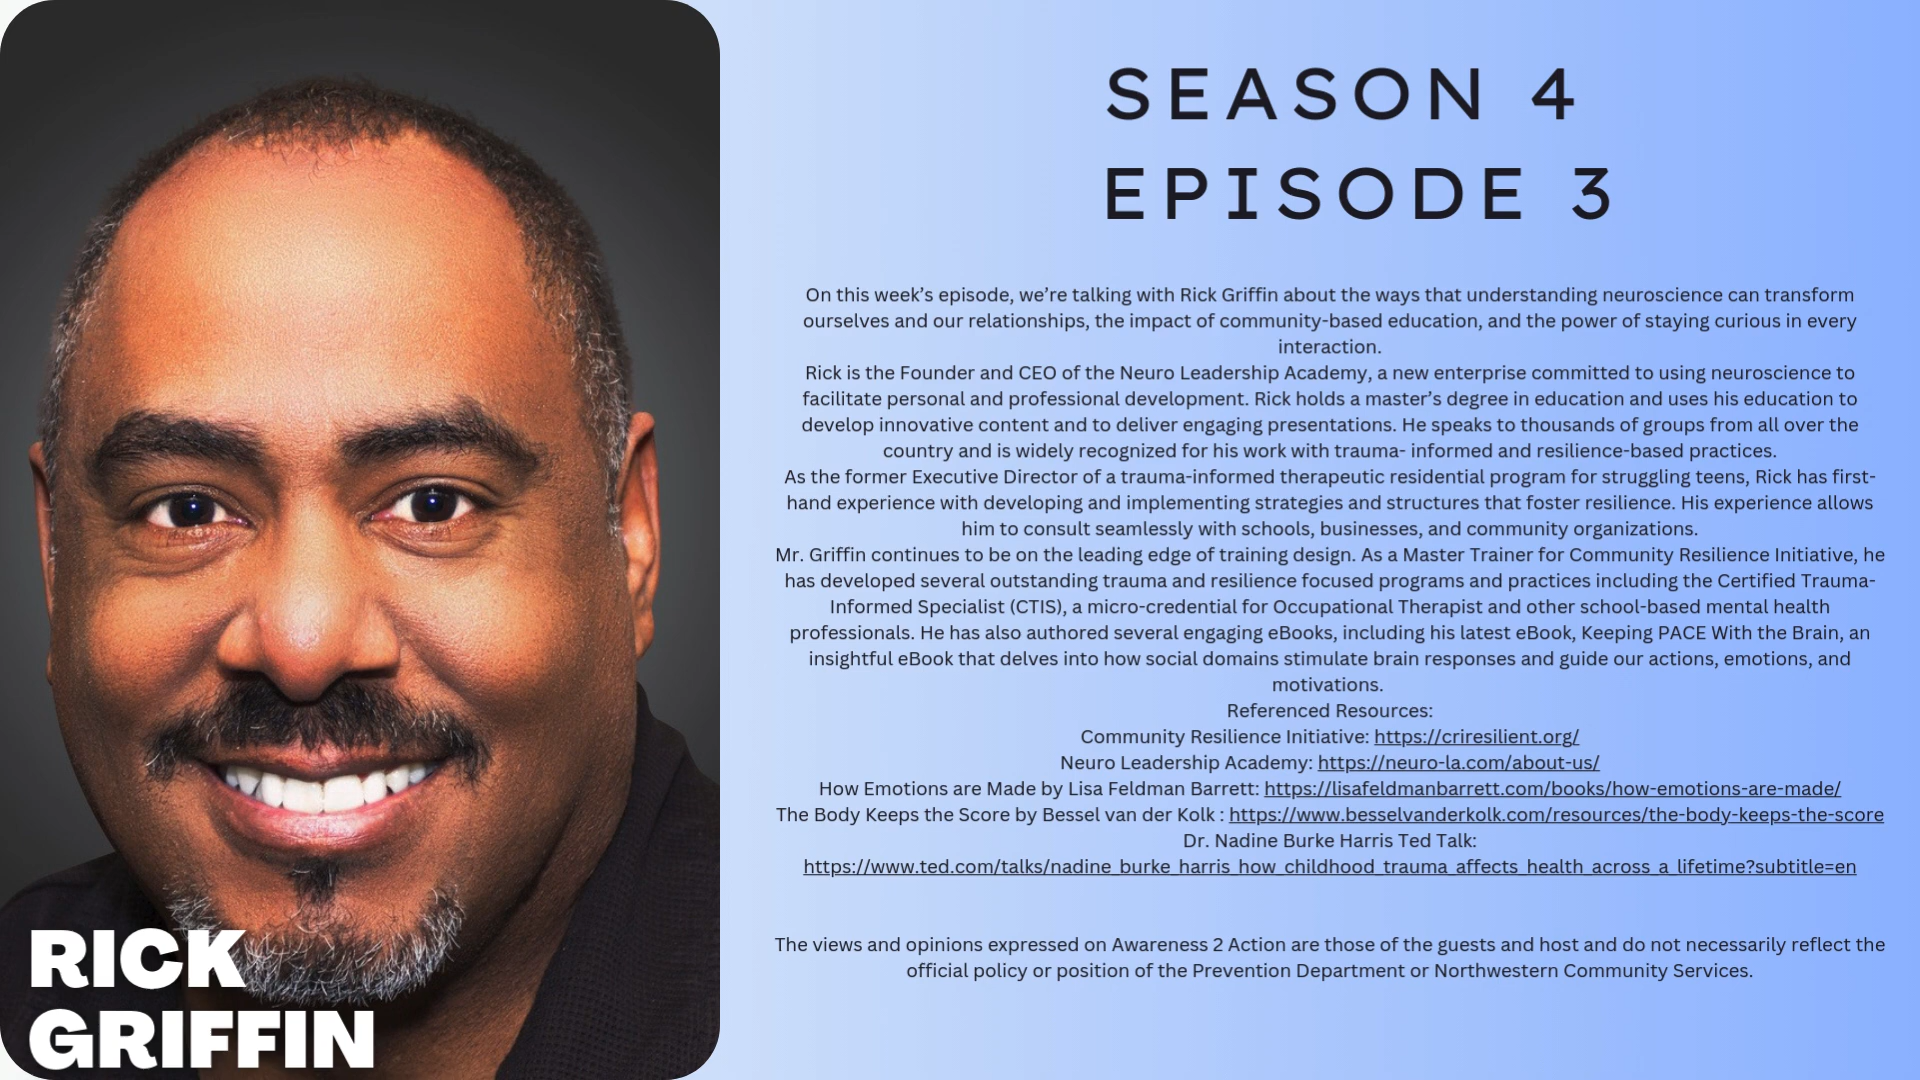 SEASON 4
EPISODE 3
On this week’s episode, we’re talking with Rick Griffin about the ways that understanding neuroscience can transform
ourselves and our relationships, the impact of community-based education, and the power of staying curious in every
interaction.
Rick is the Founder and CEO of the Neuro Leadership Academy, a new enterprise committed to using neuroscience to
facilitate personal and professional development. Rick holds a master’s degree in education and uses his education to
develop innovative content and to deliver engaging presentations. He speaks to thousands of groups from all over the
country and is widely recognized for his work with trauma- informed and resilience-based practices.
As the former Executive Director of a trauma-informed therapeutic residential program for struggling teens, Rick has first-
hand experience with developing and implementing strategies and structures that foster resilience. His experience allows
him to consult seamlessly with schools, businesses, and community organizations.
Mr. Griffin continues to be on the leading edge of training design. As a Master Trainer for Community Resilience Initiative, he
has developed several outstanding trauma and resilience focused programs and practices including the Certified Trauma-
Informed Specialist (CTIS), a micro-credential for Occupational Therapist and other school-based mental health
professionals. He has also authored several engaging eBooks, including his latest eBook, Keeping PACE With the Brain, an
insightful eBook that delves into how social domains stimulate brain responses and guide our actions, emotions, and
motivations.
Referenced Resources:
Community Resilience Initiative: https://criresilient.org/
Neuro Leadership Academy: https://neuro-la.com/about-us/
How Emotions are Made by Lisa Feldman Barrett: https://lisafeldmanbarrett.com/books/how-emotions-are-made/
The Body Keeps the Score by Bessel van der Kolk : https://www.besselvanderkolk.com/resources/the-body-keeps-the-score
Dr. Nadine Burke Harris Ted Talk:
https://www.ted.com/talks/nadine_burke_harris_how_childhood_trauma_affects_health_across_a_lifetime?subtitle=en
The views and opinions expressed on Awareness 2 Action are those of the guests and host and do not necessarily reflect the
official policy or position of the Prevention Department or Northwestern Community Services.
RICK
GRIFFIN